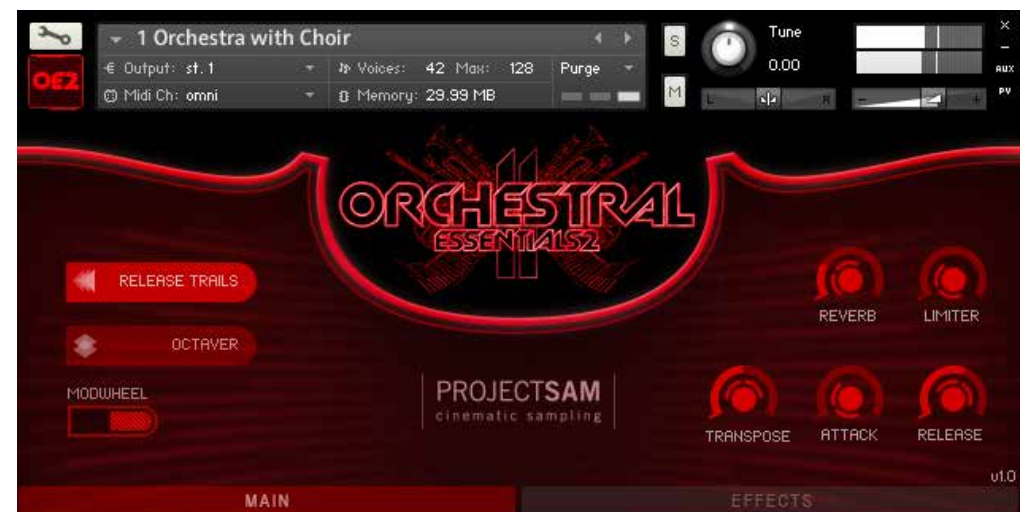 1 Orchestra with Choir
Output: st.1
Voices: 42 Max: 128
Purge
Midi Ch: omni
Memory: 29.99 MB
OE2
S
M
Tune
0.00
L R
- +
×
-
AUX
PV
ORCHESTRAL
ESSENTIALS2
RELEASE TRAILS
OCTAVER
MODWHEEL
PROJECTSAM
cinematic sampling
REVERB
LIMITER
TRANSPOSE
ATTACK
RELEASE
v1.0
MAIN
EFFECTS